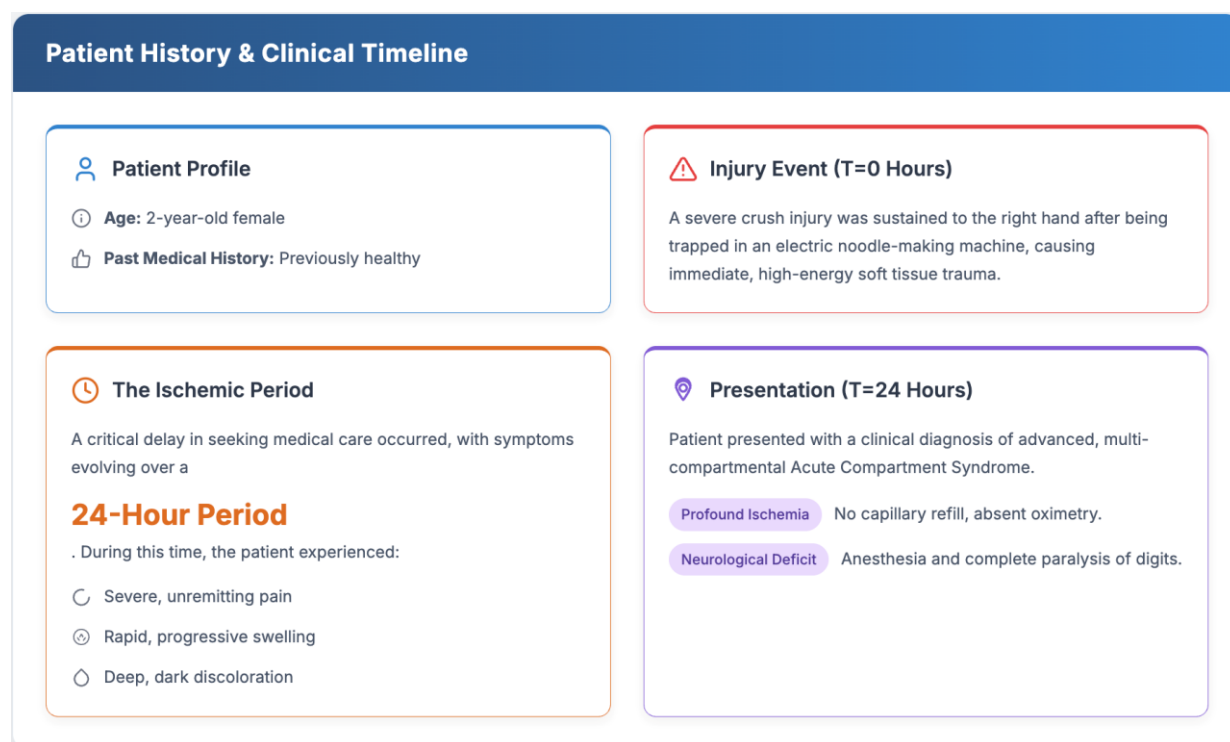 Patient History & Clinical Timeline
Patient Profile
Age: 2-year-old female
Past Medical History: Previously healthy
Injury Event (T=0 Hours)
A severe crush injury was sustained to the right hand after being
trapped in an electric noodle-making machine, causing
immediate, high-energy soft tissue trauma.
The Ischemic Period
A critical delay in seeking medical care occurred, with symptoms
evolving over a
24-Hour Period
. During this time, the patient experienced:
Severe, unremitting pain
Rapid, progressive swelling
Deep, dark discoloration
Presentation (T=24 Hours)
Patient presented with a clinical diagnosis of advanced, multi-
compartmental Acute Compartment Syndrome.
Profound Ischemia No capillary refill, absent oximetry.
Neurological Deficit Anesthesia and complete paralysis of digits.